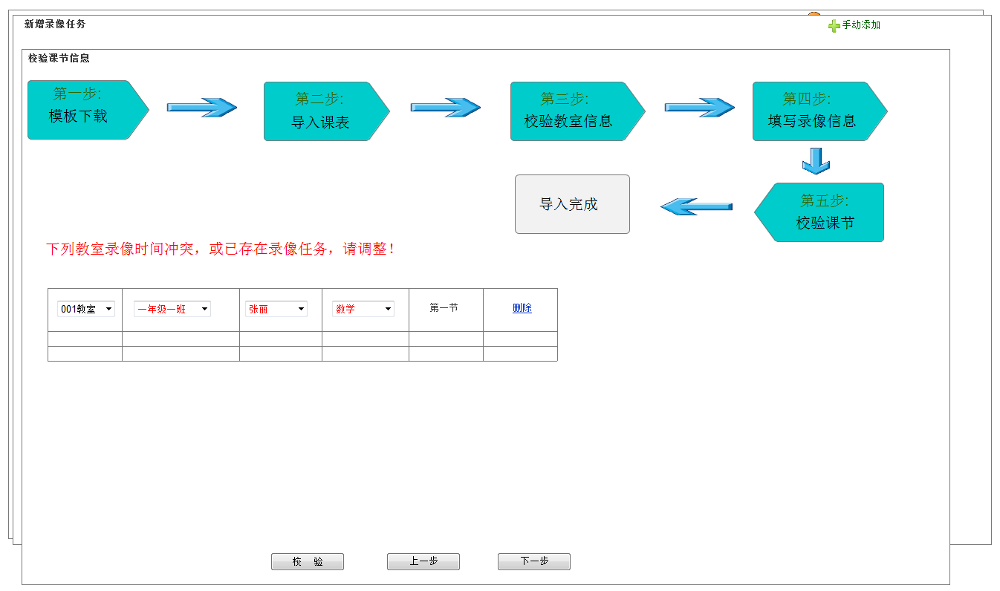 新增录像任务
手动添加
校验课节信息
第一步:
模板下载
第二步:
导入课表
第三步:
校验教室信息
第四步:
填写录像信息
导入完成
第五步:
校验课节
下列教室录像时间冲突，或已存在录像任务，请调整！
001教室 一年级一班 张丽 数学 第一节 删除
校 验 上一步 下一步